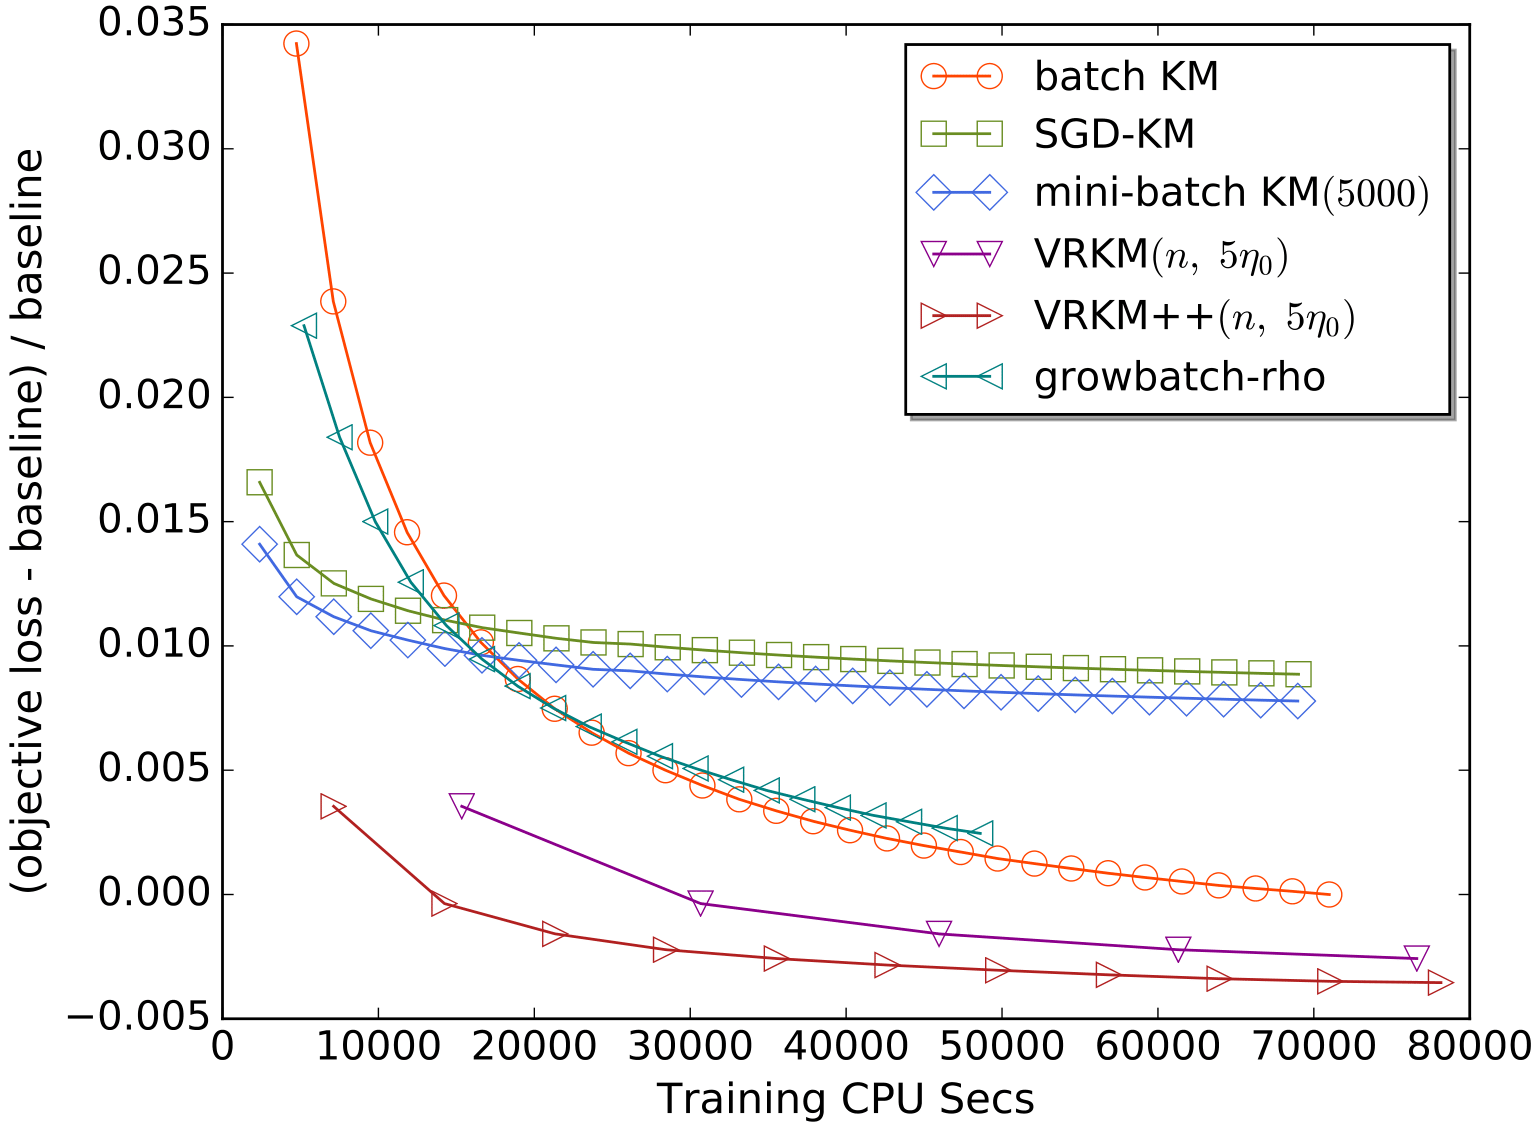 0.035
0.030
0.025
0.020
0.015
0.010
0.005
0.000
−0.005
(objective loss - baseline) / baseline
batch KM
SGD-KM
mini-batch KM(5000)
VRKM(n, 5η₀)
VRKM++(n, 5η₀)
growbatch-rho
0 10000 20000 30000 40000 50000 60000 70000 80000
Training CPU Secs